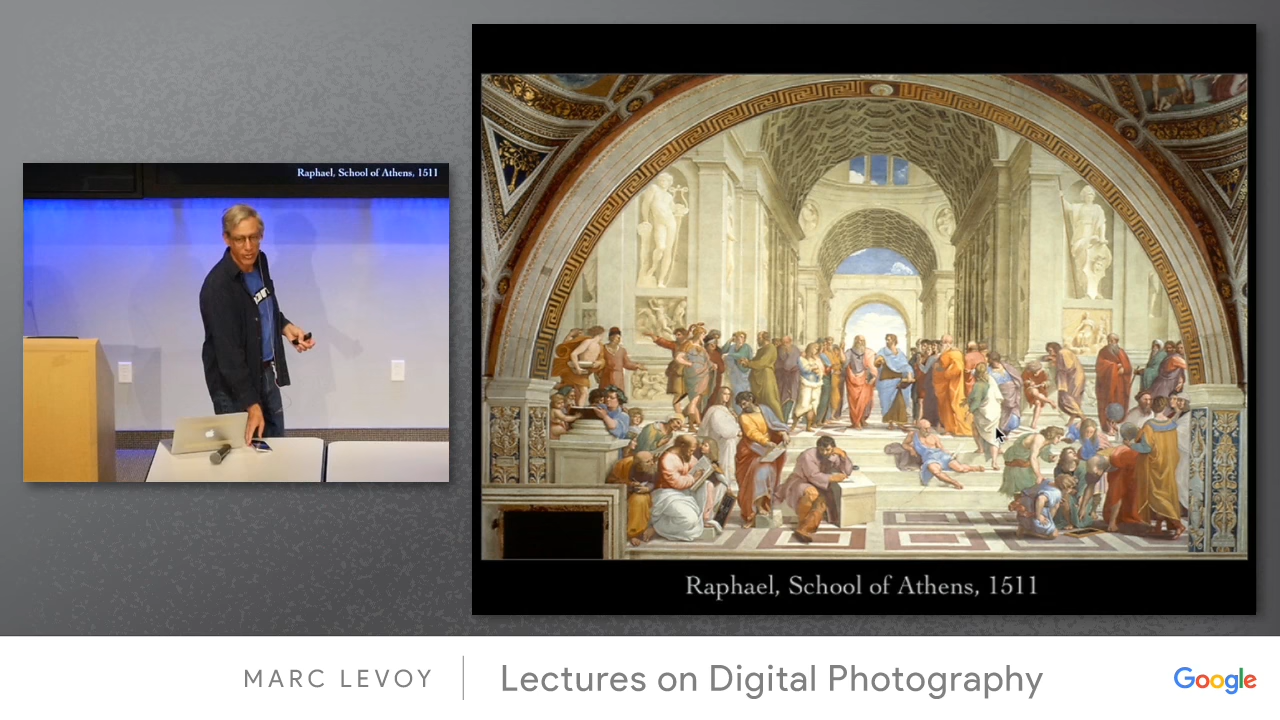 Raphael, School of Athens, 1511
Raphael, School of Athens, 1511
MARC LEVOY
Lectures on Digital Photography
Google